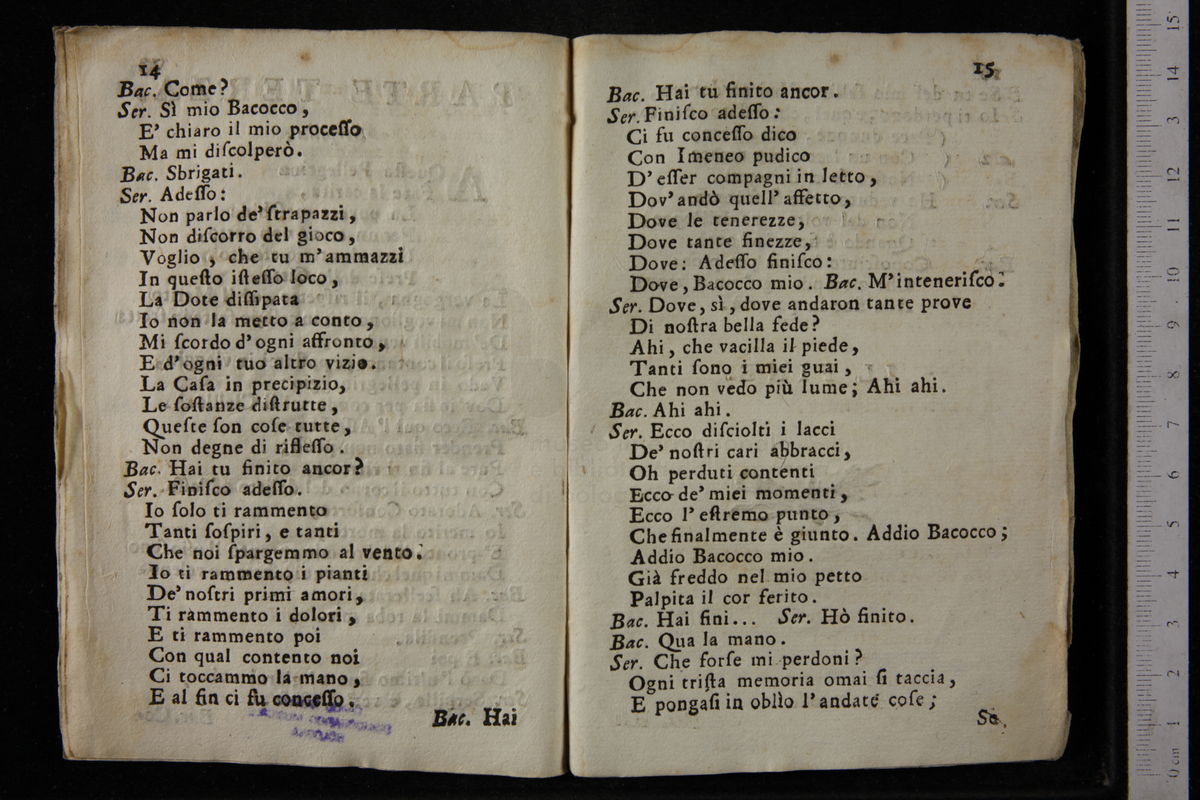 14
Bac. Come?
Ser. Sì mio Bacocco,
E' chiaro il mio proceſſo
Ma mi diſcolperò.
Bac. Sbrigati.
Ser. Adeſſo:
Non parlo de' ſtrapazzi,
Non diſcorro del gioco,
Voglio, che tu m'ammazzi
In queſto iſteſſo loco,
La Dote diſſipata
Io non la metto a conto,
Mi ſcordo d'ogni affronto,
E d'ogni tuo altro vizio.
La Caſa in precipizio,
Le ſoſtanze diſtrutte,
Queſte ſon coſe tutte,
Non degne di rifleſſo.
Bac. Hai tu finito ancor?
Ser. Finiſco adeſſo.
Io ſolo ti rammento
Tanti ſoſpiri, e tanti
Che noi ſpargemmo al vento.
Io ti rammento i pianti
De' noſtri primi amori,
Ti rammento i dolori,
E ti rammento poi
Con qual contento noi
Ci toccammo la mano,
E al fin ci fu conceſſo.
Bac. Hai
15
Bac. Hai tu finito ancor.
Ser. Finiſco adeſſo:
Ci fu conceſſo dico
Con Imeneo pudico
D'eſſer compagni in letto,
Dov'andò quell'affetto,
Dove le tenerezze,
Dove tante finezze,
Dove: Adeſſo finiſco:
Dove, Bacocco mio. Bac. M'inteneriſco.
Ser. Dove, sì, dove andaron tante prove
Di noſtra bella fede?
Ahi, che vacilla il piede,
Tanti ſono i miei guai,
Che non vedo più lume; Ahi ahi.
Bac. Ahi ahi.
Ser. Ecco diſciolti i lacci
De' noſtri cari abbracci,
Oh perduti contenti
Ecco de' miei momenti,
Ecco l'eſtremo punto,
Che finalmente è giunto. Addio Bacocco;
Addio Bacocco mio.
Già freddo nel mio petto
Palpita il cor ferito.
Bac. Hai fini... Ser. Hò finito.
Bac. Qua la mano.
Ser. Che forſe mi perdoni?
Ogni triſta memoria omai ſi taccia,
E pongaſi in oblìo l'andate coſe;
Se